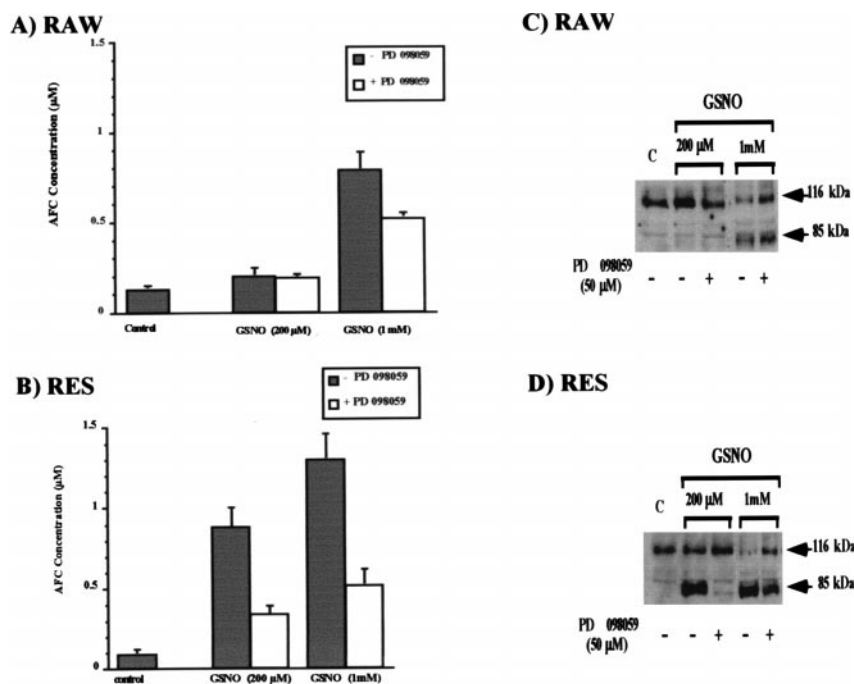 A) RAW
1.5
1
0.5
0
AFC Concentration (µM)
- PD 098059
+ PD 098059
Control
GSNO (200 µM)
GSNO (1 mM)
B) RES
1.5
1
0.5
0
AFC Concentration (µM)
- PD 098059
+ PD 098059
control
GSNO (200 µM)
GSNO (1mM)
C) RAW
GSNO
C 200 µM 1mM
116 kDa
85 kDa
PD 098059
(50 µM)
- - + - +
D) RES
GSNO
C 200 µM 1mM
116 kDa
85 kDa
PD 098059
(50 µM)
- - + - +